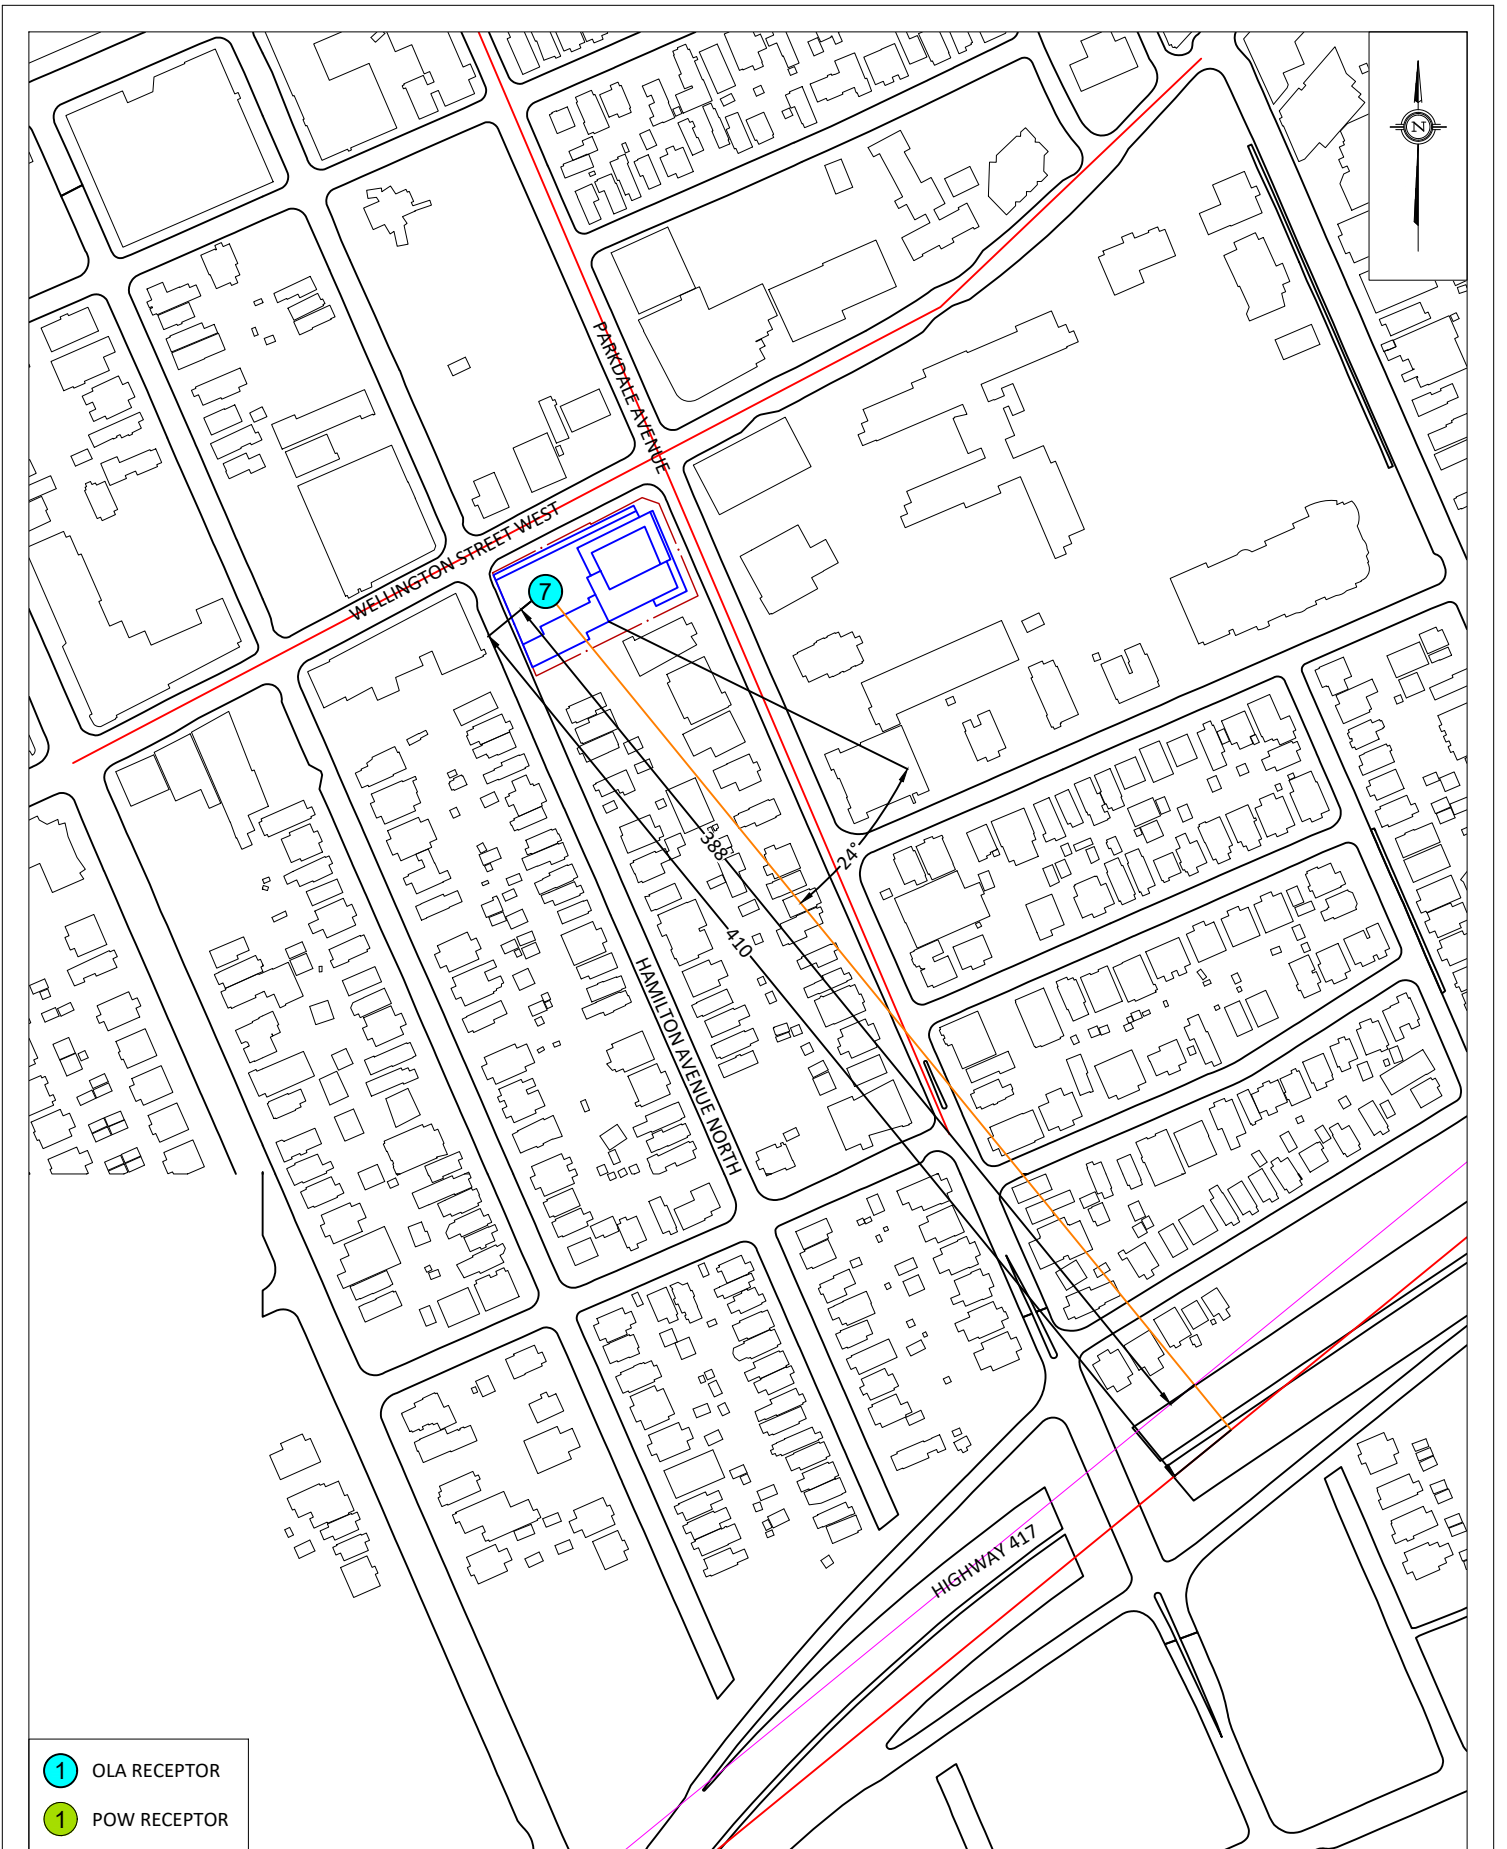 N
PARKDALE AVENUE
WELLINGTON STREET WEST
7
388
24°
410
HAMILTON AVENUE NORTH
HIGHWAY 417
1 OLA RECEPTOR
1 POW RECEPTOR